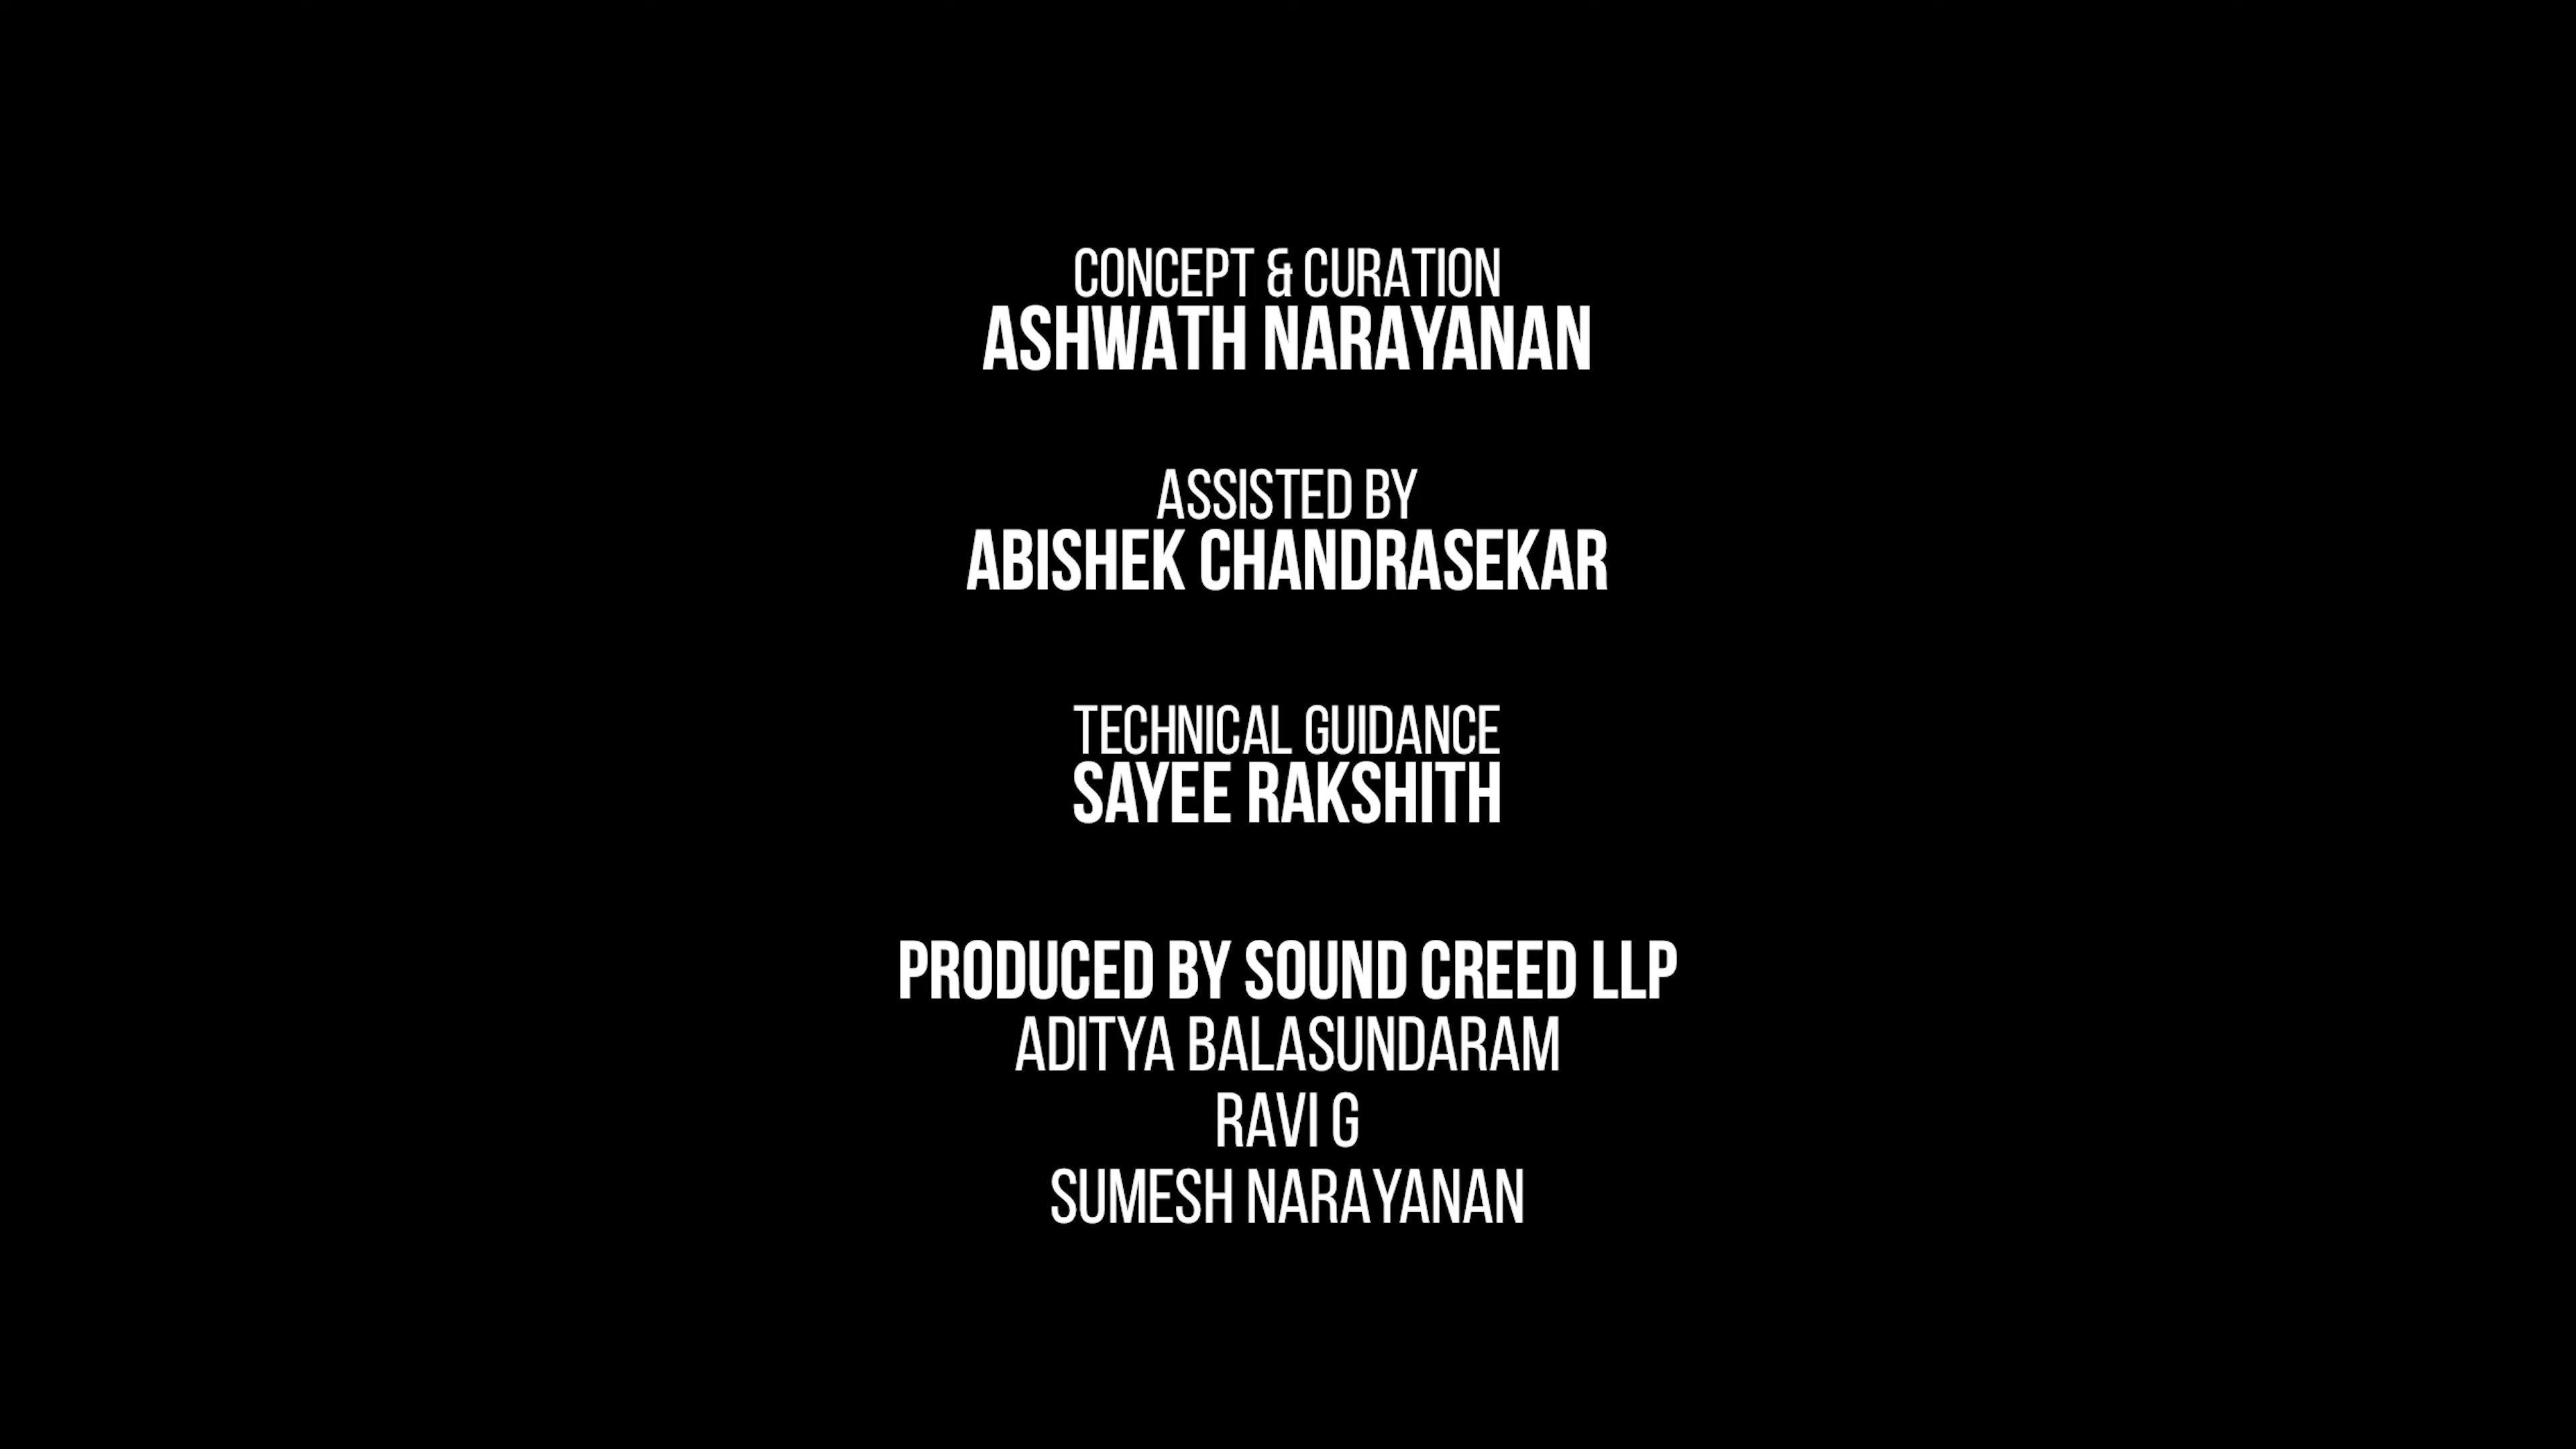 CONCEPT & CURATION
ASHWATH NARAYANAN
ASSISTED BY
ABISHEK CHANDRASEKAR
TECHNICAL GUIDANCE
SAYEE RAKSHITH
PRODUCED BY SOUND CREED LLP
ADITYA BALASUNDARAM
RAVI G
SUMESH NARAYANAN